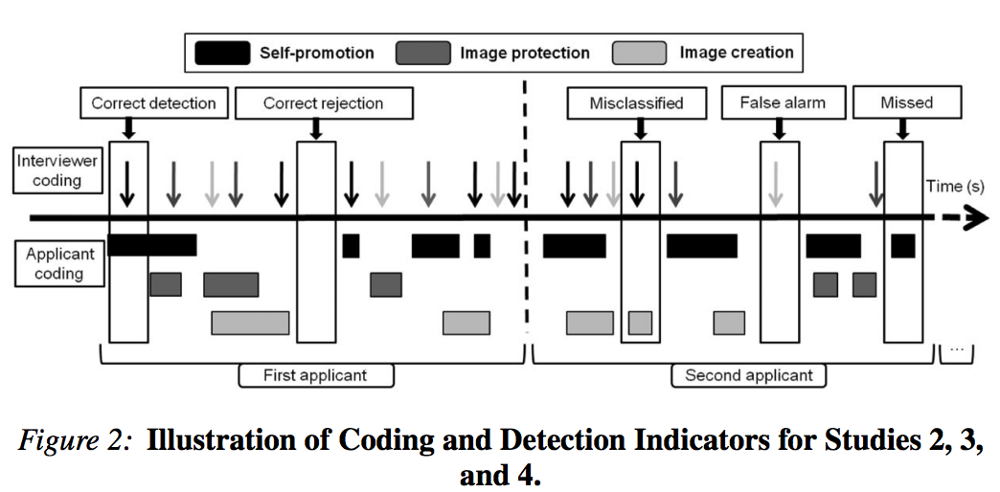 Self-promotion Image protection Image creation
Correct detection Correct rejection Misclassified False alarm Missed
Interviewer
coding
Time (s)
Applicant
coding
...
First applicant Second applicant
Figure 2: Illustration of Coding and Detection Indicators for Studies 2, 3,
and 4.